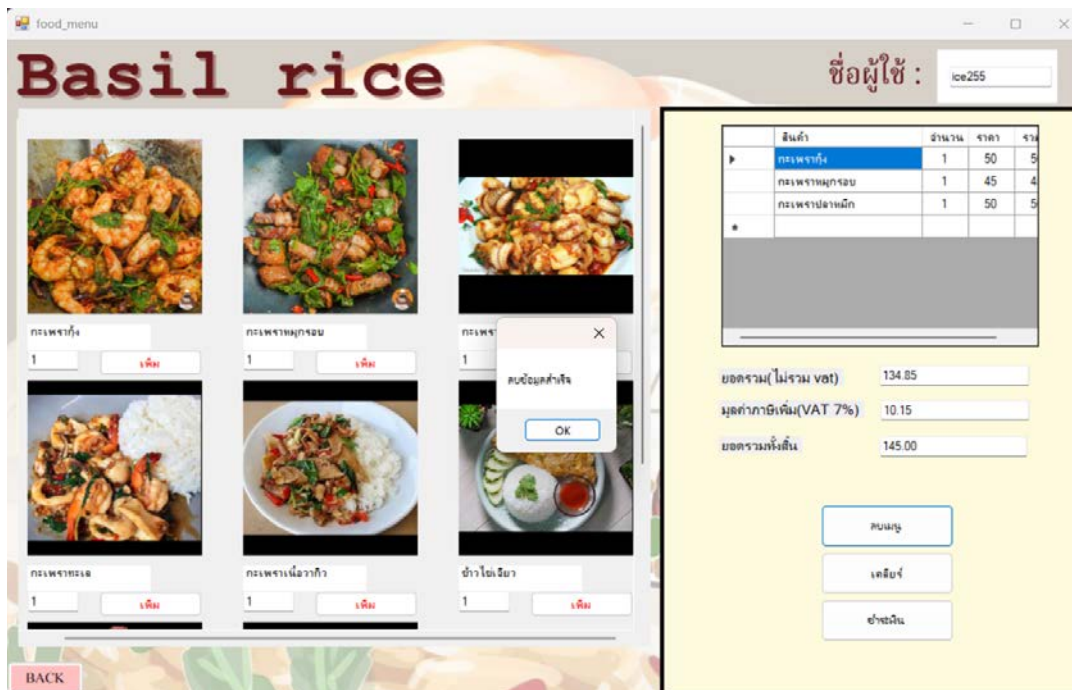 food_menu
Basil rice
ชื่อผู้ใช้ :
ice255
สินค้า จำนวน ราคา
กะเพรากุ้ง 1 50
กะเพราหมูกรอบ 1 45
กะเพราปลาหมึก 1 50
กะเพรากุ้ง
กะเพราหมูกรอบ
1 เพิ่ม
1 เพิ่ม
1
ลบข้อมูลสำเร็จ
OK
ยอดรวม(ไม่รวม vat) 134.85
มูลค่าภาษีเพิ่ม(VAT 7%) 10.15
ยอดรวมทั้งสิ้น 145.00
กะเพราทะเล
กะเพราเนื้อวากิว
ข้าวไข่เจียว
1 เพิ่ม
1 เพิ่ม
1 เพิ่ม
ลบเมนู
เคลียร์
ชำระเงิน
BACK